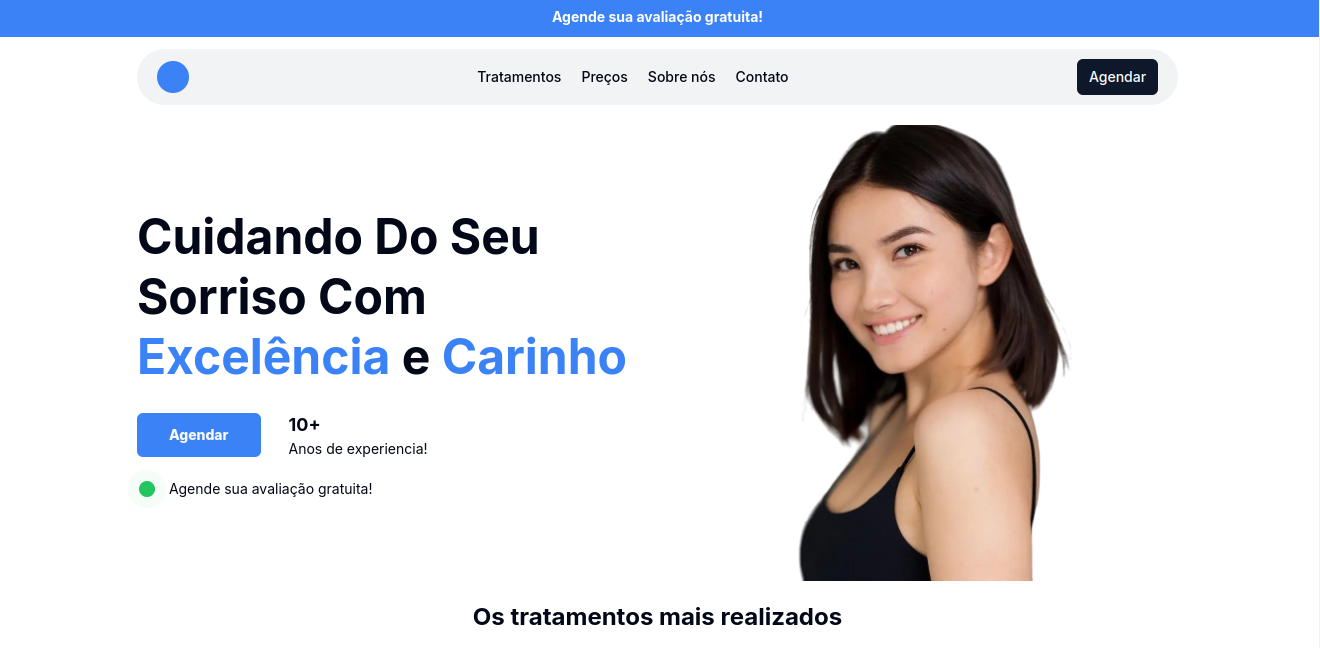 Agende sua avaliação gratuita!
Tratamentos Preços Sobre nós Contato Agendar
Cuidando Do Seu
Sorriso Com
Excelência e Carinho
Agendar
10+
Anos de experiencia!
Agende sua avaliação gratuita!
Os tratamentos mais realizados